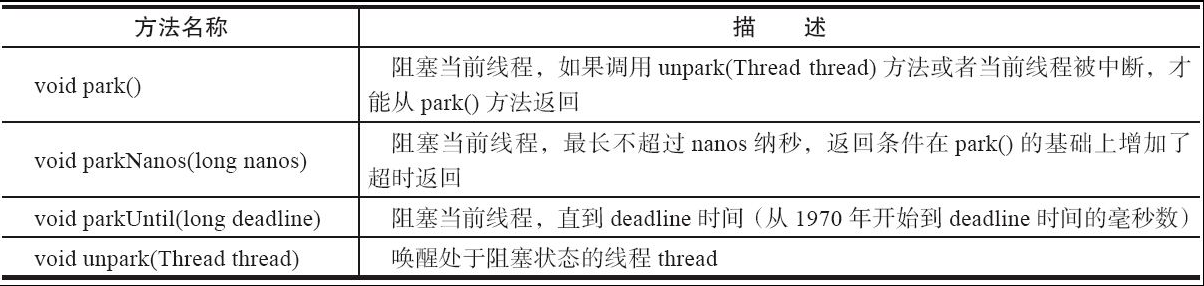 方法名称 描 述
void park() 阻塞当前线程，如果调用 unpark(Thread thread) 方法或者当前线程被中断，才
能从 park() 方法返回
void parkNanos(long nanos) 阻塞当前线程，最长不超过 nanos 纳秒，返回条件在 park() 的基础上增加了
超时返回
void parkUntil(long deadline) 阻塞当前线程，直到 deadline 时间（从 1970 年开始到 deadline 时间的毫秒数）
void unpark(Thread thread) 唤醒处于阻塞状态的线程 thread